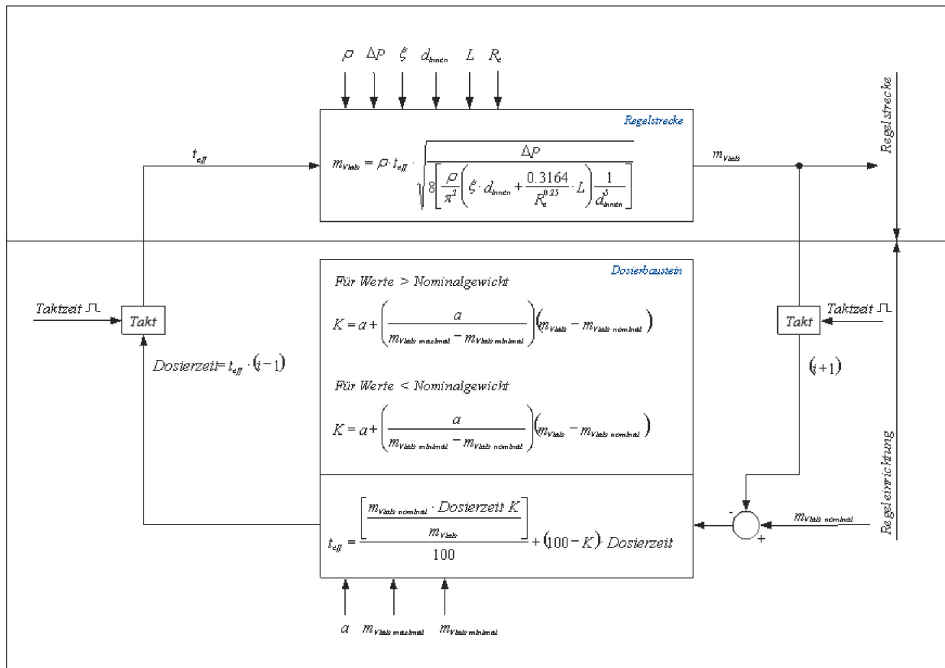 ρ ΔP ξ d_innen L R_e
Regelstrecke
m_Vials = ρ · t_eff · √(ΔP / (8[ρ/π² (ξ · d_innen + 0.3164/R_e^0.25 · L) 1/d_innen^5]))
t_eff
m_Vials
Regelstrecke
Dosierbaustein
Für Werte > Nominalgewicht
K = a + (a / (m_Vials maximal − m_Vials minimal)) (m_Vials − m_Vials nominal)
Für Werte < Nominalgewicht
K = a + (a / (m_Vials minimal − m_Vials nominal)) (m_Vials − m_Vials nominal)
t_eff = [(m_Vials nominal · Dosierzeit K) / m_Vials] / 100 + (100 − K) · Dosierzeit
Taktzeit
Takt
Dosierzeit= t_eff · (i − 1)
Taktzeit
Takt
(i + 1)
-
+
m_Vials nominal
Regeleinrichtung
a m_Vials maximal m_Vials minimal